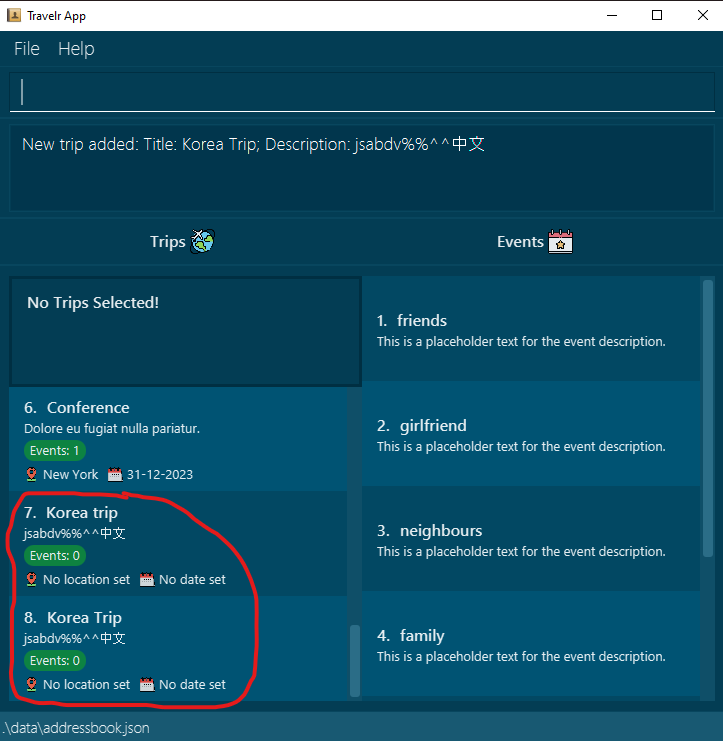 Travelr App
File Help
New trip added: Title: Korea Trip; Description: jsabdv%%^^中文
Trips
Events
No Trips Selected!
6. Conference
Dolore eu fugiat nulla pariatur.
Events: 1
New York 31-12-2023
7. Korea trip
jsabdv%%^^中文
Events: 0
No location set No date set
8. Korea Trip
jsabdv%%^^中文
Events: 0
No location set No date set
1. friends
This is a placeholder text for the event description.
2. girlfriend
This is a placeholder text for the event description.
3. neighbours
This is a placeholder text for the event description.
4. family
This is a placeholder text for the event description.
.\data\addressbook.json